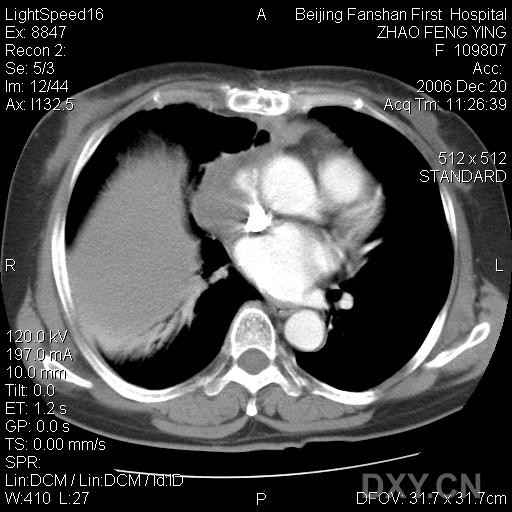 LightSpeed16
Ex: 8847
Recon 2:
Se: 5/3
Im: 12/44
Ax: I132.5
A
Beijing Fanshan First Hospital
ZHAO FENG YING
F 109807
Acc:
2006 Dec 20
Acq Tm: 11:26:39
512 x 512
STANDARD
R
L
120.0 kV
197.0 mA
10.0 mm
Tilt: 0.0
ET: 1.2 s
GP: 0.0 s
TS: 0.00 mm/s
SPR:
Lin:DCM / Lin:DCM / Id:ID
W:410 L:27
P
DXY.CN
DFOV: 31.7 x 31.7cm